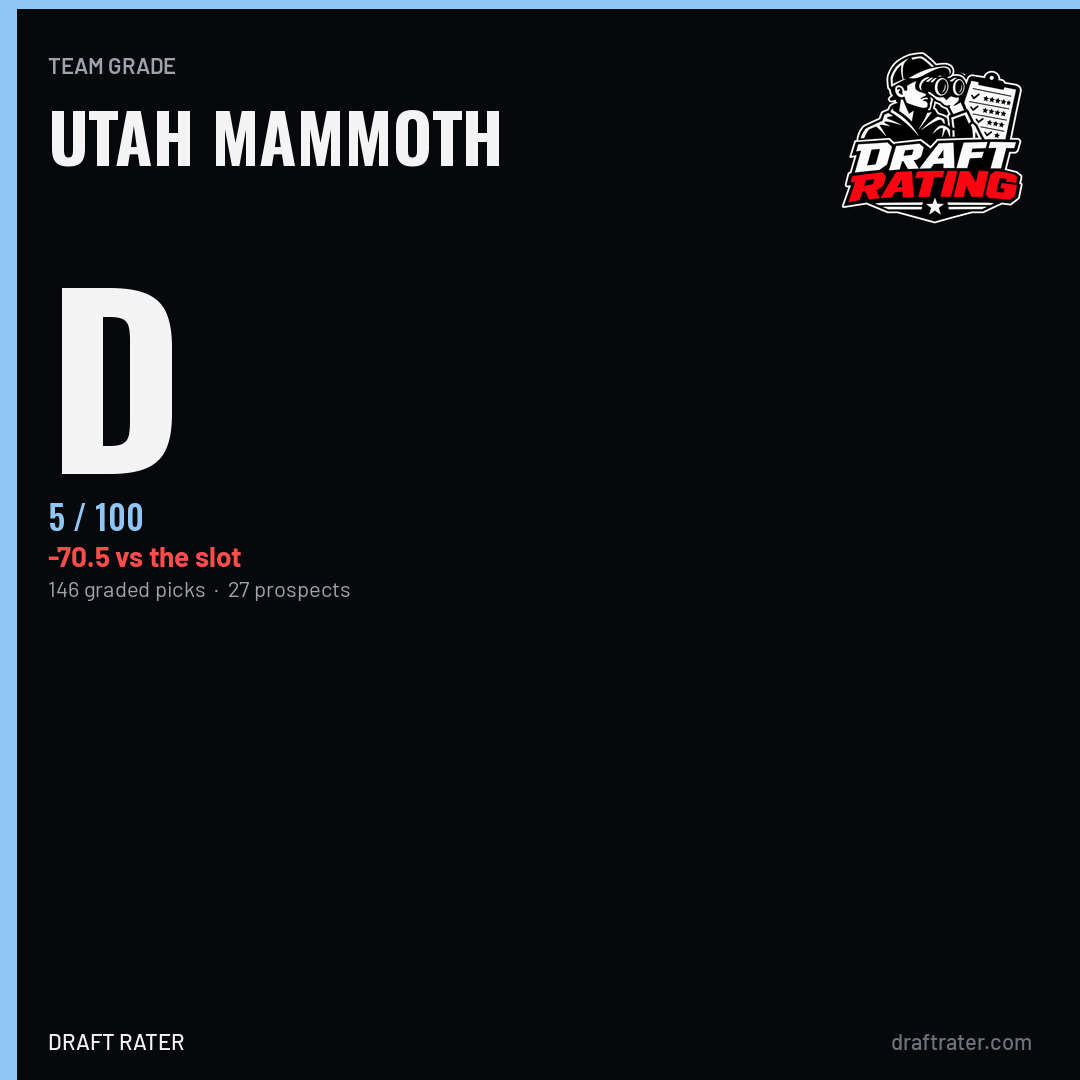 TEAM GRADE
UTAH MAMMOTH
DRAFT
RATING
D
5 / 100
-70.5 vs the slot
146 graded picks · 27 prospects
DRAFT RATER
draftrater.com